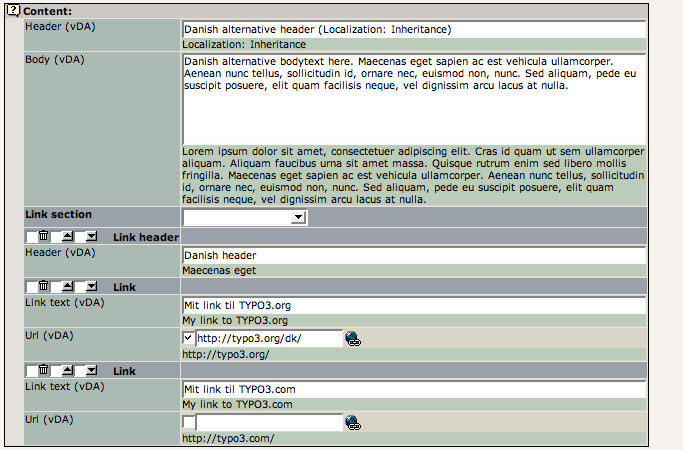 Content:
Header (vDA)
Danish alternative header (Localization: Inheritance)
Localization: Inheritance
Body (vDA)
Danish alternative bodytext here. Maecenas eget sapien ac est vehicula ullamcorper.
Aenean nunc tellus, sollicitudin id, ornare nec, euismod non, nunc. Sed aliquam, pede eu
suscipit posuere, elit quam facilisis neque, vel dignissim arcu lacus at nulla.
Lorem ipsum dolor sit amet, consectetuer adipiscing elit. Cras id quam ut sem ullamcorper
aliquam. Aliquam faucibus urna sit amet massa. Quisque rutrum enim sed libero mollis
fringilla. Maecenas eget sapien ac est vehicula ullamcorper. Aenean nunc tellus, sollicitudin
id, ornare nec, euismod non, nunc. Sed aliquam, pede eu suscipit posuere, elit quam
facilisis neque, vel dignissim arcu lacus at nulla.
Link section
Link header
Header (vDA)
Danish header
Maecenas eget
Link
Link text (vDA)
Mit link til TYPO3.org
My link to TYPO3.org
Url (vDA)
http://typo3.org/dk/
http://typo3.org/
Link
Link text (vDA)
Mit link til TYPO3.com
My link to TYPO3.com
Url (vDA)
http://typo3.com/